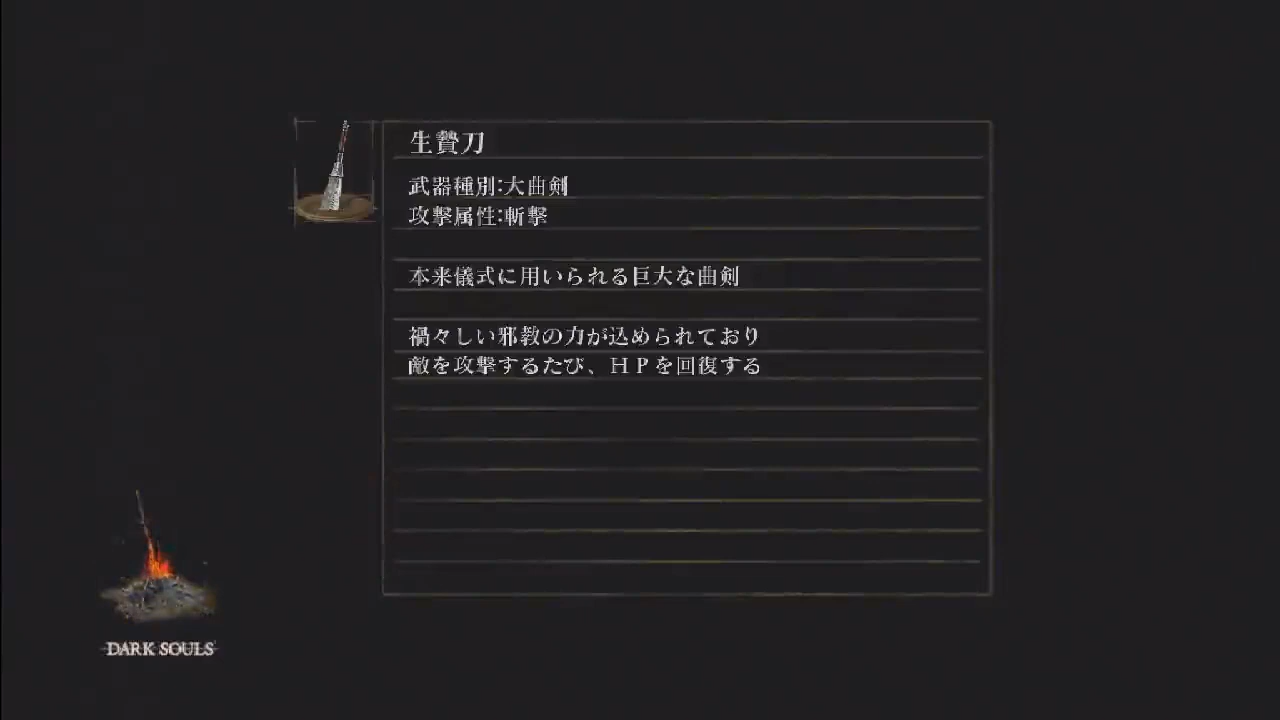 生贄刀
武器種別:大曲剣
攻撃属性:斬撃
本来儀式に用いられる巨大な曲剣
禍々しい邪教の力が込められており
敵を攻撃するたび、ＨＰを回復する
DARK SOULS